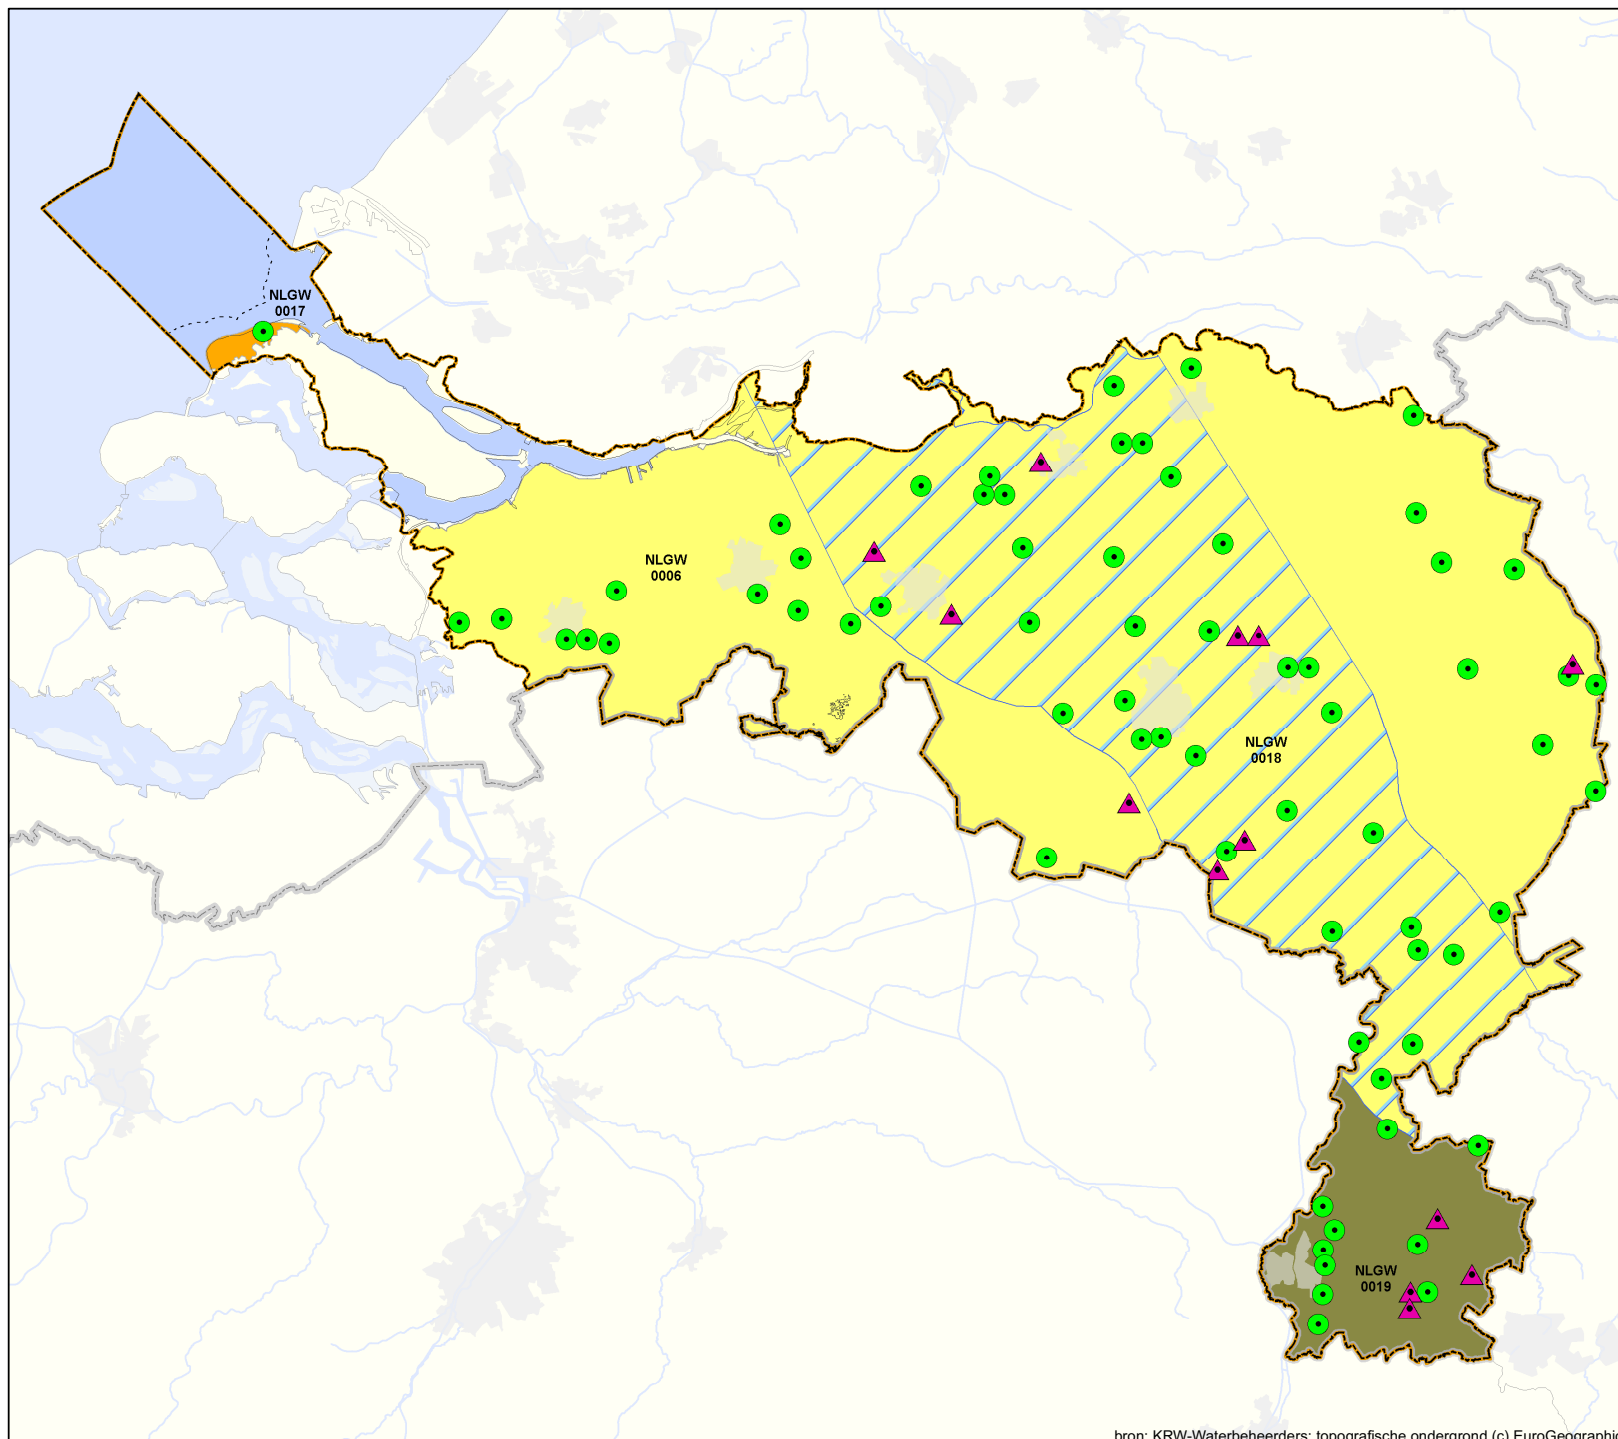 NLGW
0017
NLGW
0006
NLGW
0018
NLGW
0019
bron: KRW-Waterbeheerders; topografische ondergrond (c) EuroGeographic